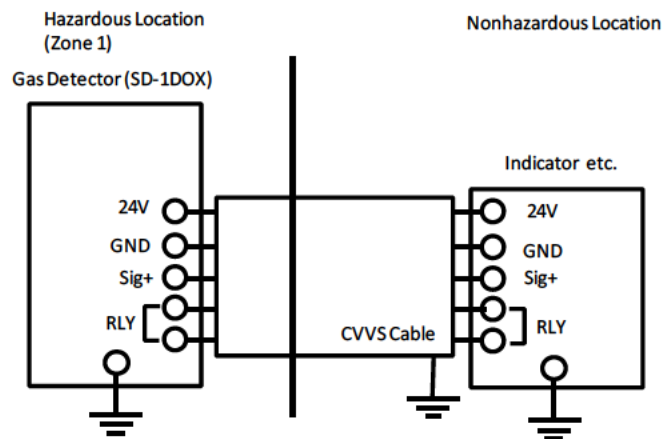 Hazardous Location
(Zone 1)
Nonhazardous Location
Gas Detector (SD-1DOX)
Indicator etc.
24V
GND
Sig+
RLY
CVVS Cable
24V
GND
Sig+
RLY